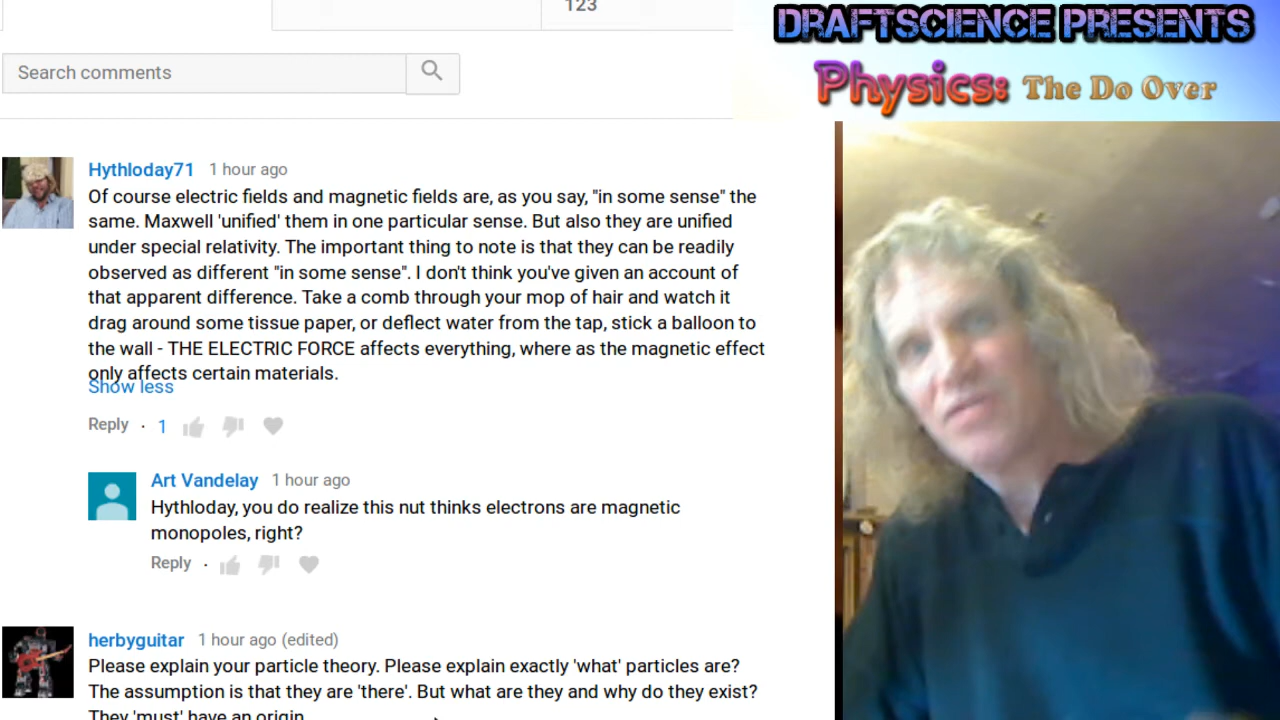 123
DRAFTSCIENCE PRESENTS
Physics: The Do Over
Search comments
Hythloday71 1 hour ago
Of course electric fields and magnetic fields are, as you say, "in some sense" the
same. Maxwell 'unified' them in one particular sense. But also they are unified
under special relativity. The important thing to note is that they can be readily
observed as different "in some sense". I don't think you've given an account of
that apparent difference. Take a comb through your mop of hair and watch it
drag around some tissue paper, or deflect water from the tap, stick a balloon to
the wall - THE ELECTRIC FORCE affects everything, where as the magnetic effect
only affects certain materials.
Show less
Reply · 1
Art Vandelay 1 hour ago
Hythloday, you do realize this nut thinks electrons are magnetic
monopoles, right?
Reply ·
herbyguitar 1 hour ago (edited)
Please explain your particle theory. Please explain exactly 'what' particles are?
The assumption is that they are 'there'. But what are they and why do they exist?
They 'must' have an origin